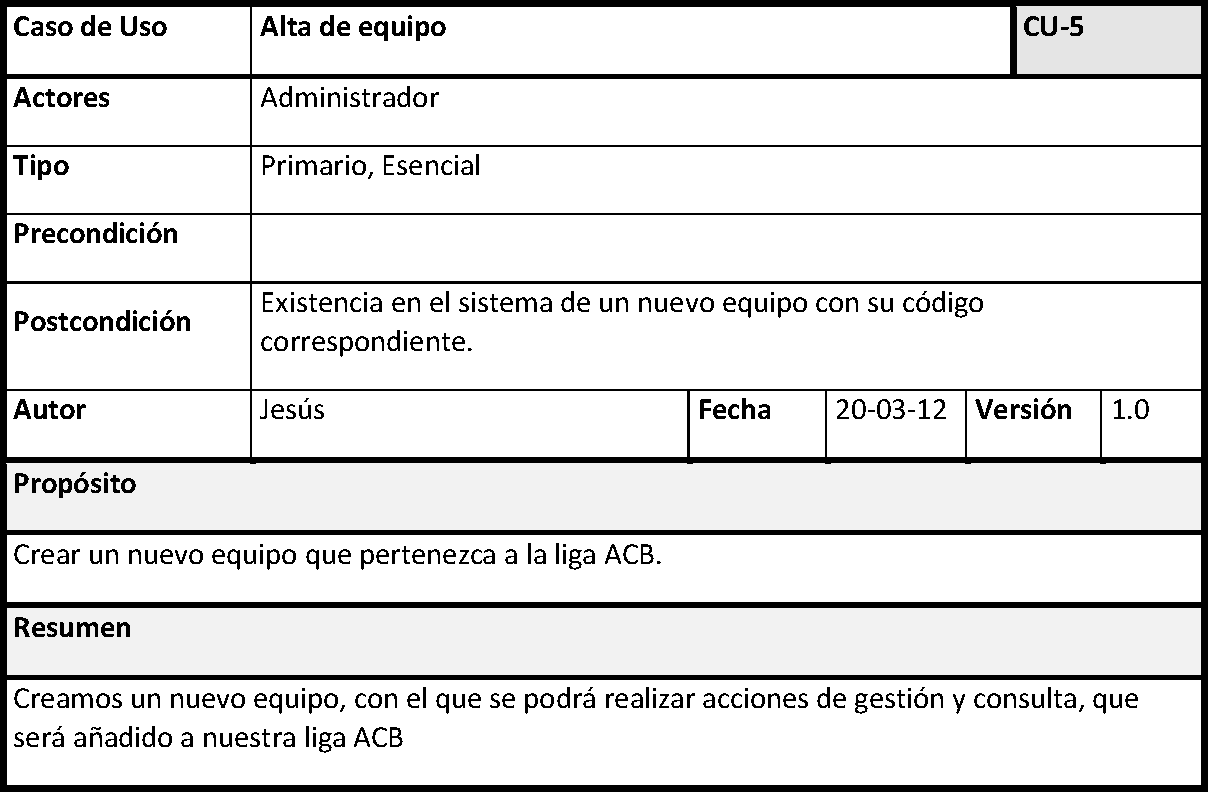 Caso de Uso Alta de equipo CU-5
Actores Administrador
Tipo Primario, Esencial
Precondición
Postcondición Existencia en el sistema de un nuevo equipo con su código
correspondiente.
Autor Jesús Fecha 20-03-12 Versión 1.0
Propósito
Crear un nuevo equipo que pertenezca a la liga ACB.
Resumen
Creamos un nuevo equipo, con el que se podrá realizar acciones de gestión y consulta, que
será añadido a nuestra liga ACB